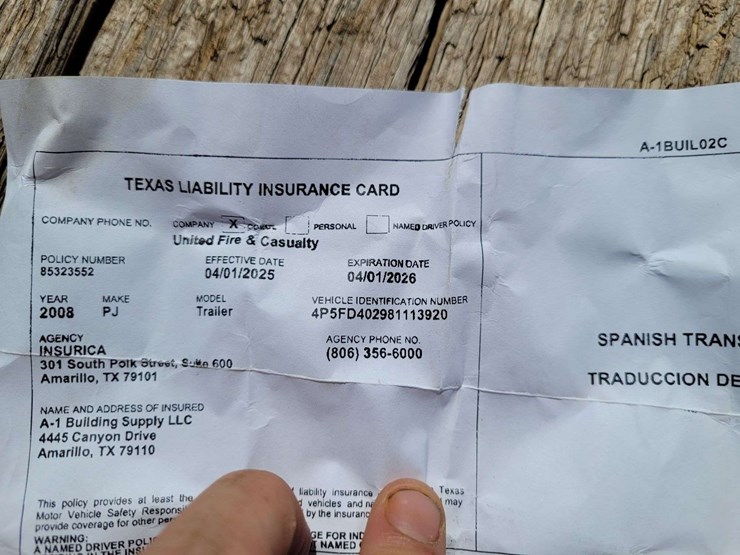 A-1BUIL02C
TEXAS LIABILITY INSURANCE CARD
COMPANY PHONE NO. COMPANY X PERSONAL NAMED DRIVER POLICY
United Fire & Casualty
POLICY NUMBER EFFECTIVE DATE EXPIRATION DATE
85323552 04/01/2025 04/01/2026
YEAR MAKE MODEL VEHICLE IDENTIFICATION NUMBER
2008 PJ Trailer 4P5FD402981113920
AGENCY AGENCY PHONE NO.
INSURICA (806) 356-6000
301 South Polk Street, Suite 600
Amarillo, TX 79101
NAME AND ADDRESS OF INSURED
A-1 Building Supply LLC
4445 Canyon Drive
Amarillo, TX 79110
This policy provides at least the liability insurance Texas
Motor Vehicle Safety vehicles and may
provide coverage for other by the
WARNING:
A NAMED DRIVER
SPANISH
TRADUCCION DE